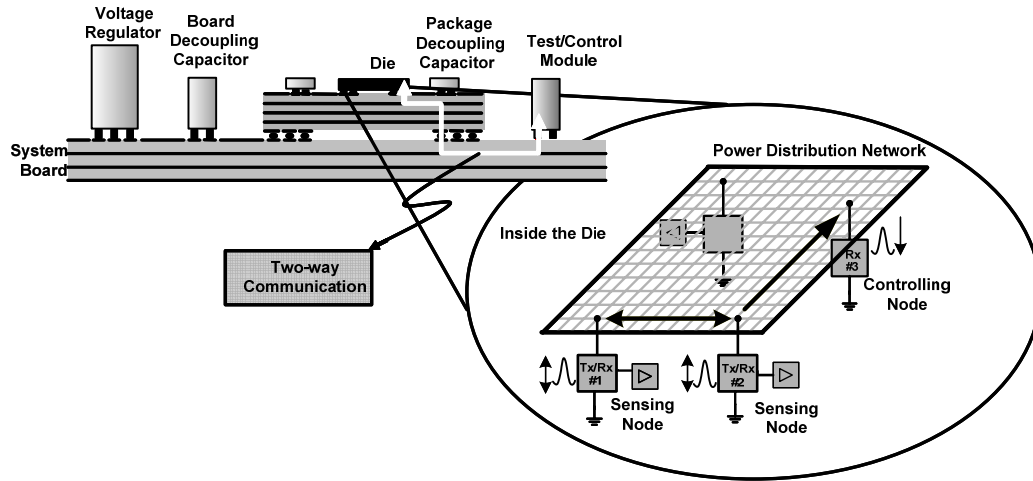 Voltage
Regulator
Board
Decoupling
Capacitor
Die
Package
Decoupling
Capacitor
Test/Control
Module
System
Board
Two-way
Communication
Power Distribution Network
Inside the Die
Rx
#3
Controlling
Node
Tx/Rx
#1
Sensing
Node
Tx/Rx
#2
Sensing
Node